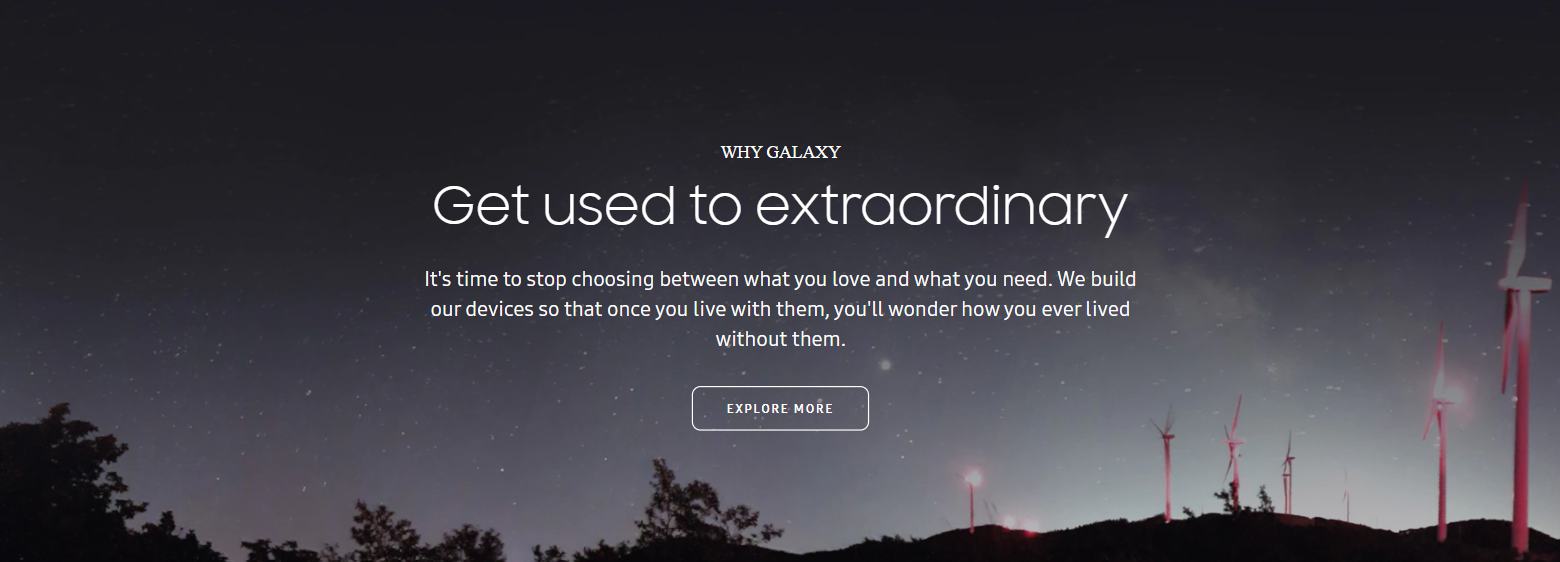 WHY GALAXY
Get used to extraordinary
It's time to stop choosing between what you love and what you need. We build
our devices so that once you live with them, you'll wonder how you ever lived
without them.
EXPLORE MORE